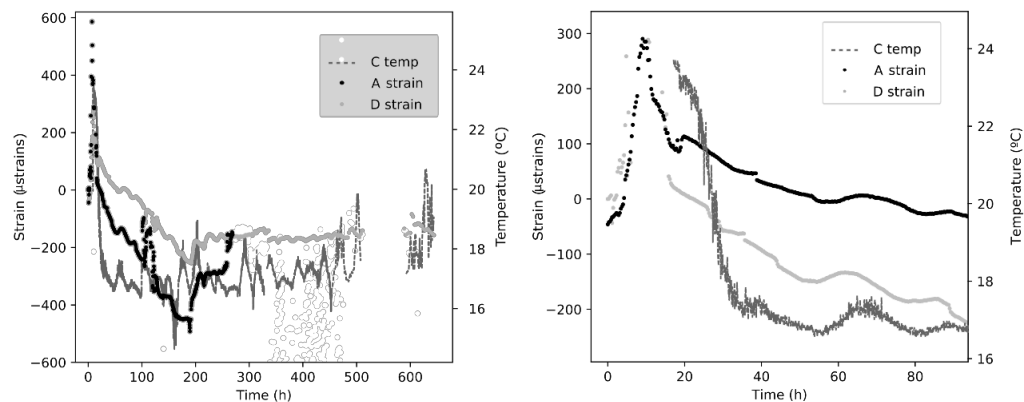 600
400
200
0
−200
−400
−600
Strain (µstrains)
C temp
A strain
D strain
24
22
20
18
16
Temperature (ºC)
0 100 200 300 400 500 600
Time (h)
300
200
100
0
−100
−200
Strain (µstrains)
C temp
A strain
D strain
24
22
20
18
16
Temperature (ºC)
0 20 40 60 80
Time (h)